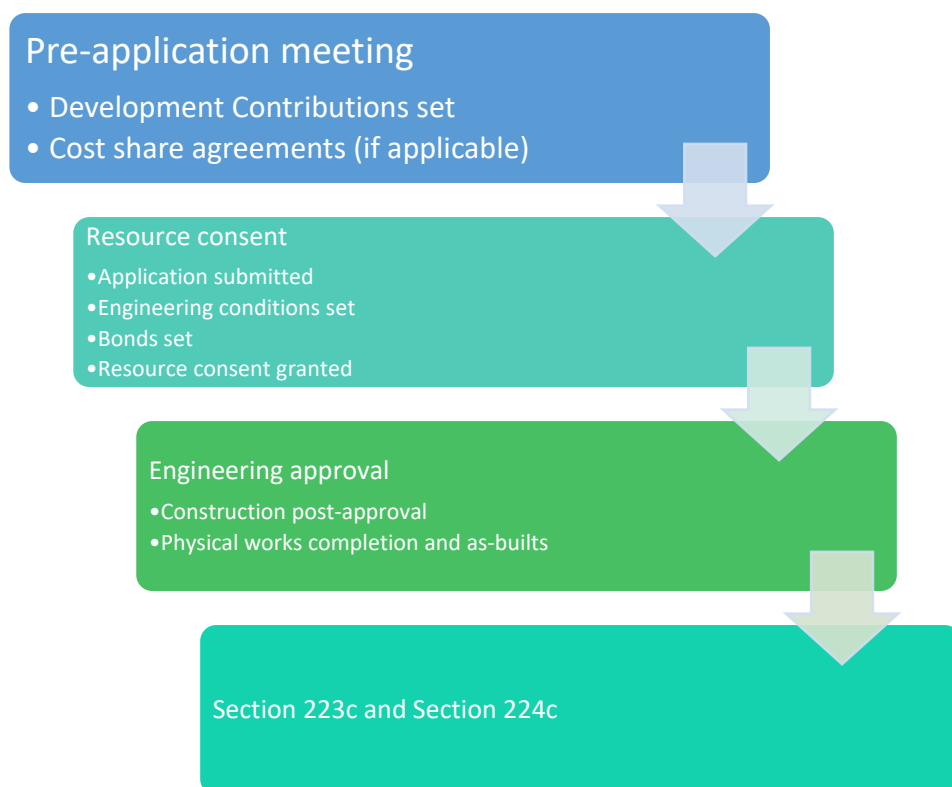 Pre-application meeting
• Development Contributions set
• Cost share agreements (if applicable)
Resource consent
•Application submitted
•Engineering conditions set
•Bonds set
•Resource consent granted
Engineering approval
•Construction post-approval
•Physical works completion and as-builts
Section 223c and Section 224c